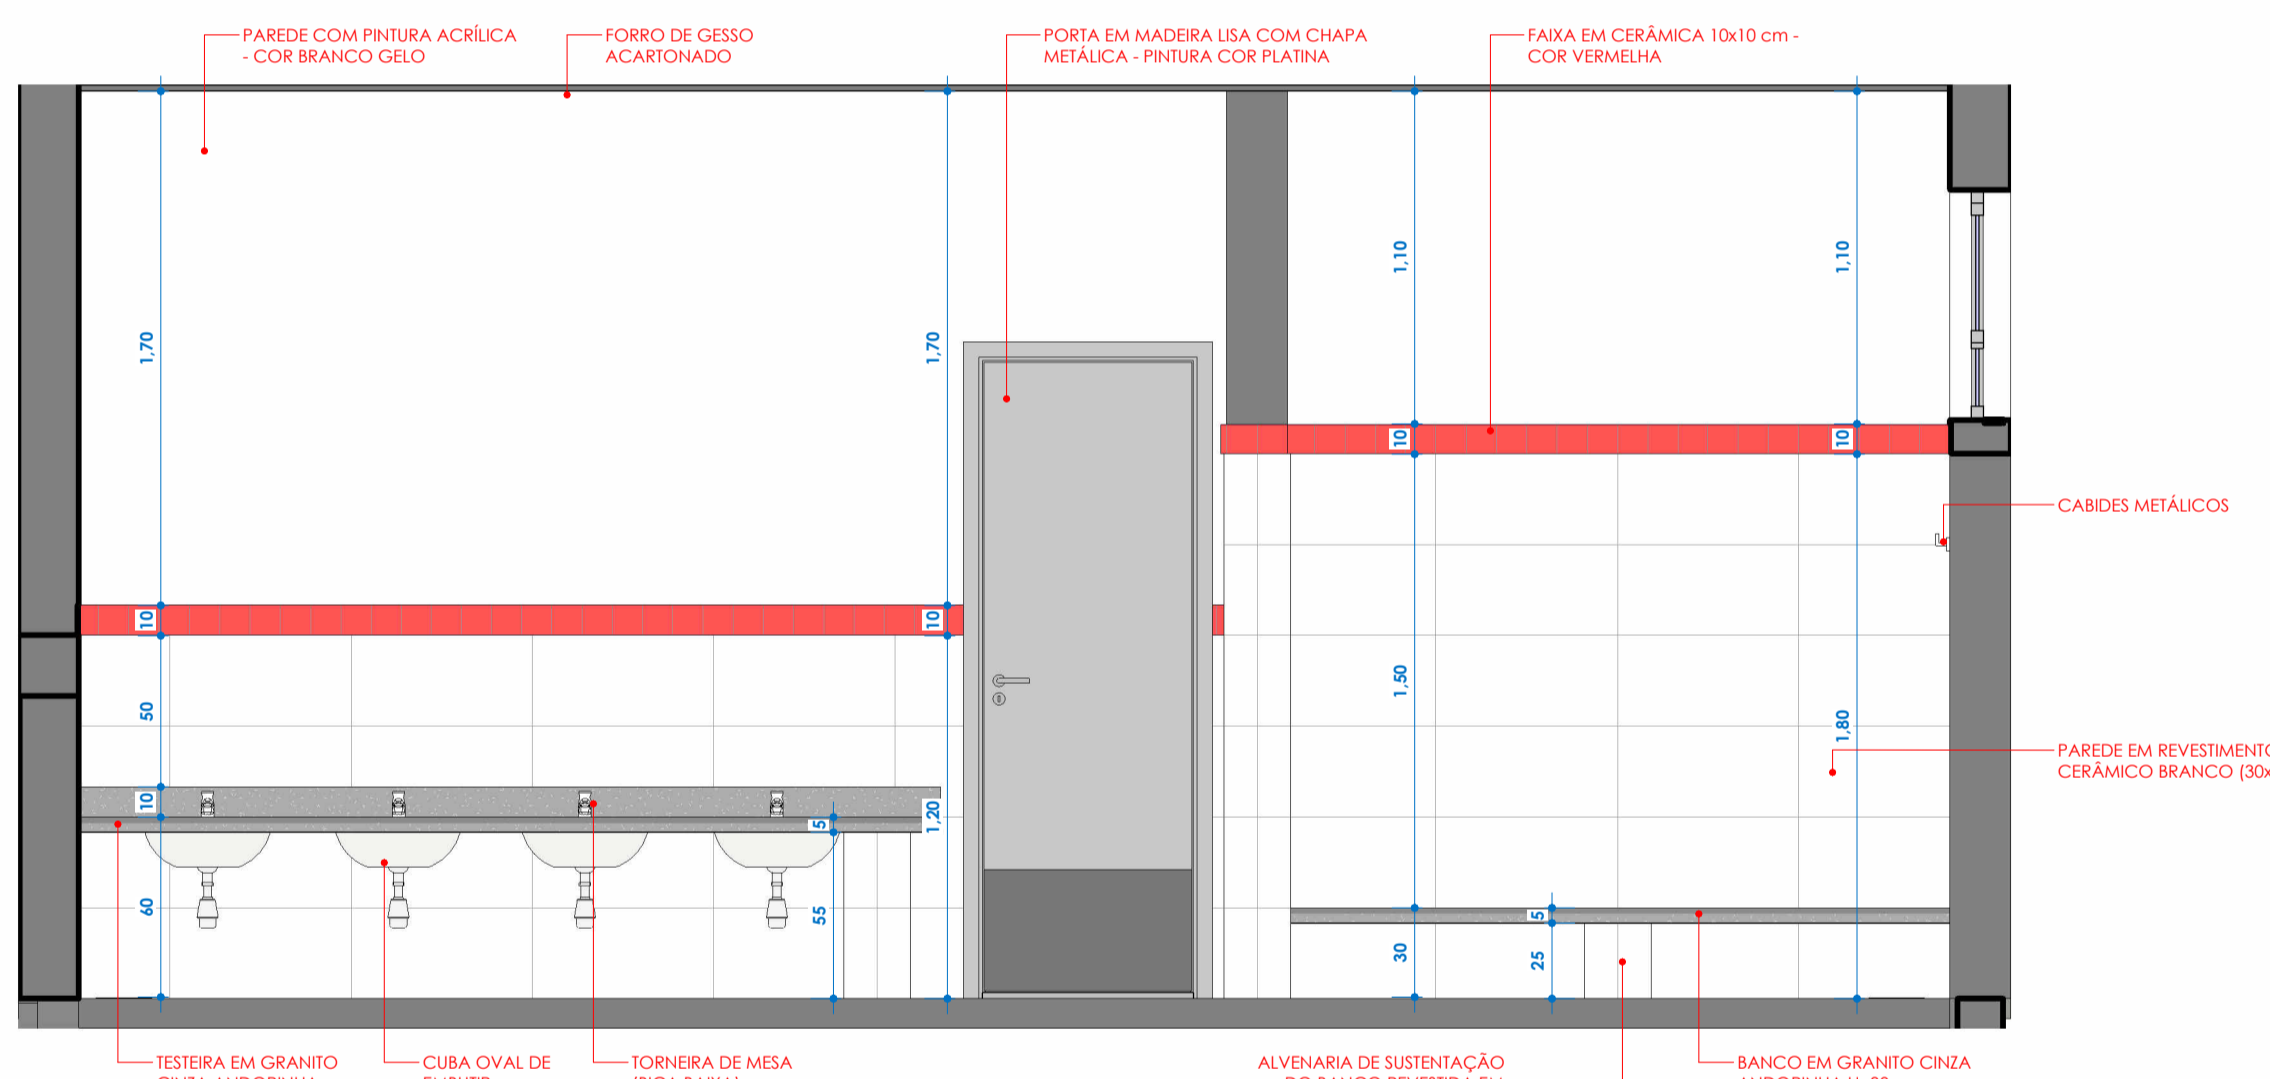 PAREDE COM PINTURA ACRÍLICA
- COR BRANCO GELO
FORRO DE GESSO
ACARTONADO
PORTA EM MADEIRA LISA COM CHAPA
METÁLICA - PINTURA COR PLATINA
FAIXA EM CERÂMICA 10x10 cm -
COR VERMELHA
1,70
1,70
1,10
1,10
10
10
CABIDES METÁLICOS
10
10
50
1,50
1,80
PAREDE EM REVESTIMENTO
CERÂMICO BRANCO (30x
10
5
1,20
60
55
5
30
25
TESTEIRA EM GRANITO
CUBA OVAL DE
TORNEIRA DE MESA
ALVENARIA DE SUSTENTAÇÃO
BANCO EM GRANITO CINZA